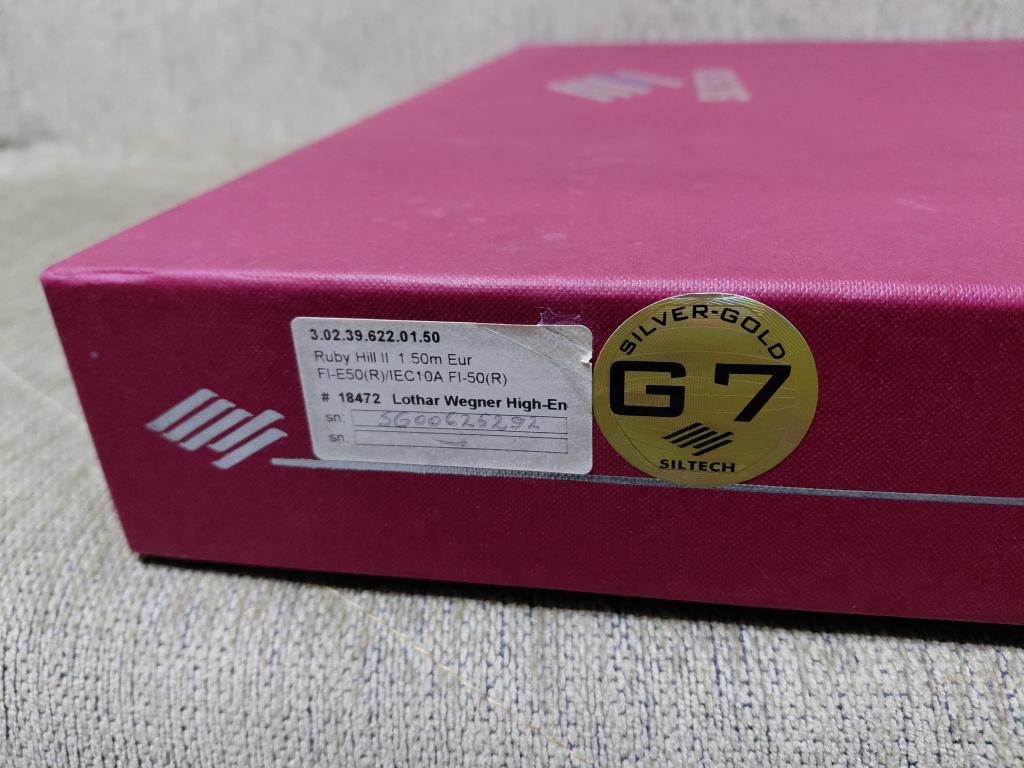 3.02.39.622.01.50
Ruby Hill II 1.50m Eur
FI-E50(R)/IEC10A FI-50(R)
# 18472 Lothar Wegner High-En
sn: SG00625292
sn:
SILVER-GOLD
G7
SILTECH